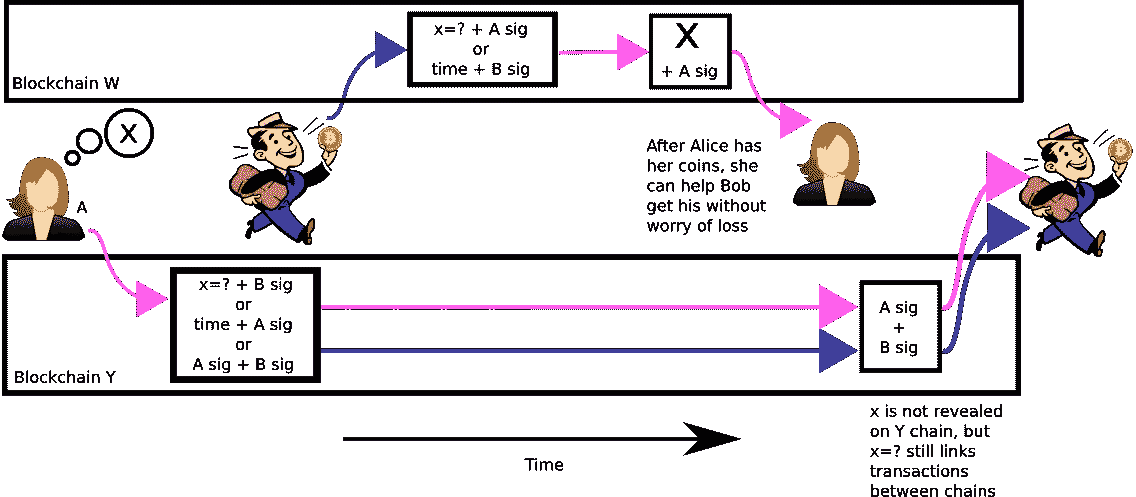 x=? + A sig
or
time + B sig
X
+ A sig
Blockchain W
X
A
B
After Alice has
her coins, she
can help Bob
get his without
worry of loss
B
x=? + B sig
or
time + A sig
or
A sig + B sig
A sig
+
B sig
Blockchain Y
x is not revealed
on Y chain, but
x=? still links
transactions
between chains
Time